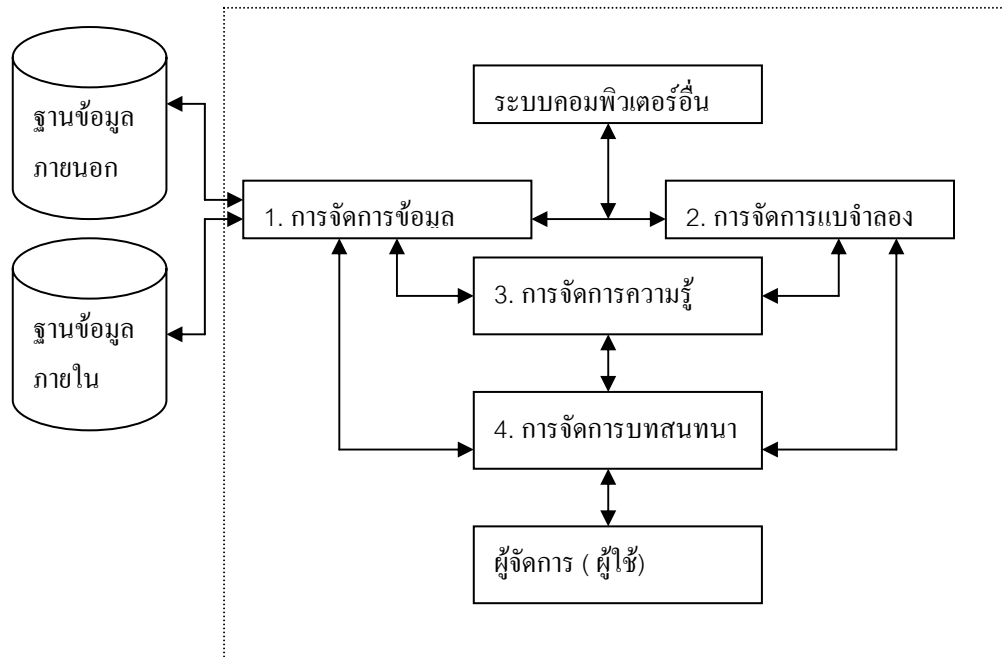 ฐานข้อมูล
ภายนอก
ระบบคอมพิวเตอร์อื่น
1. การจัดการข้อมูล
2. การจัดการแบบจำลอง
3. การจัดการความรู้
ฐานข้อมูล
ภายใน
4. การจัดการบทสนทนา
ผู้จัดการ ( ผู้ใช้)